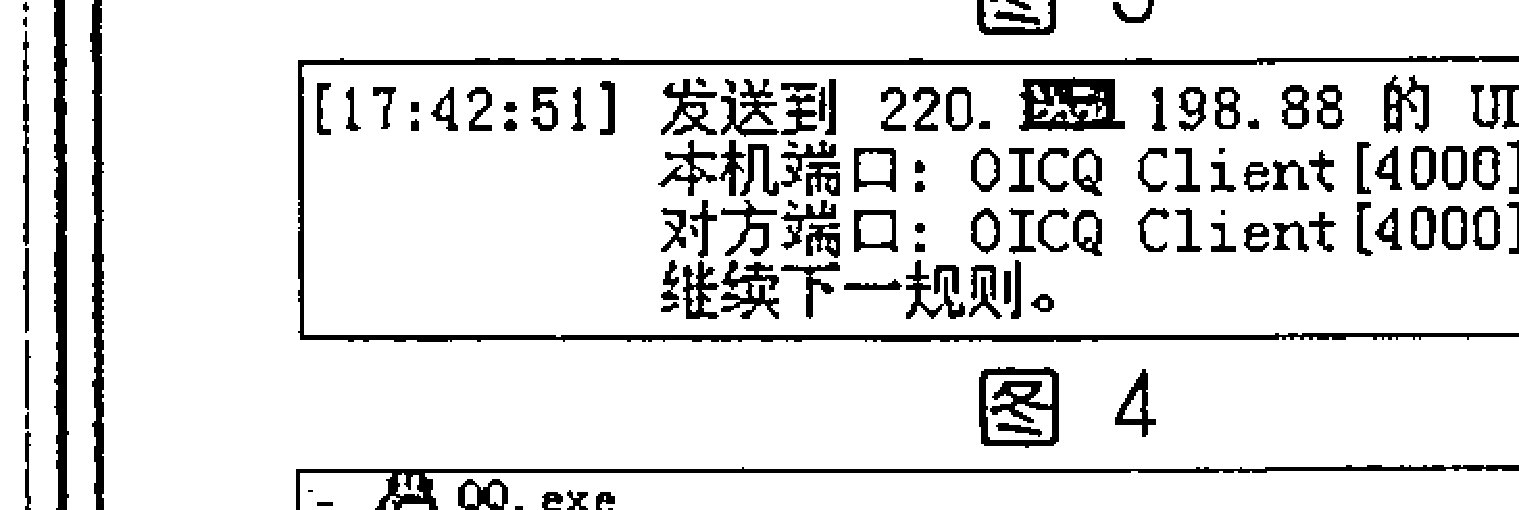 图
[17:42:51] 发送到 220. 198.88 的 UI
本机端口: OICQ Client[4000]
对方端口: OICQ Client[4000]
继续下一规则。
图 4
- QQ.exe